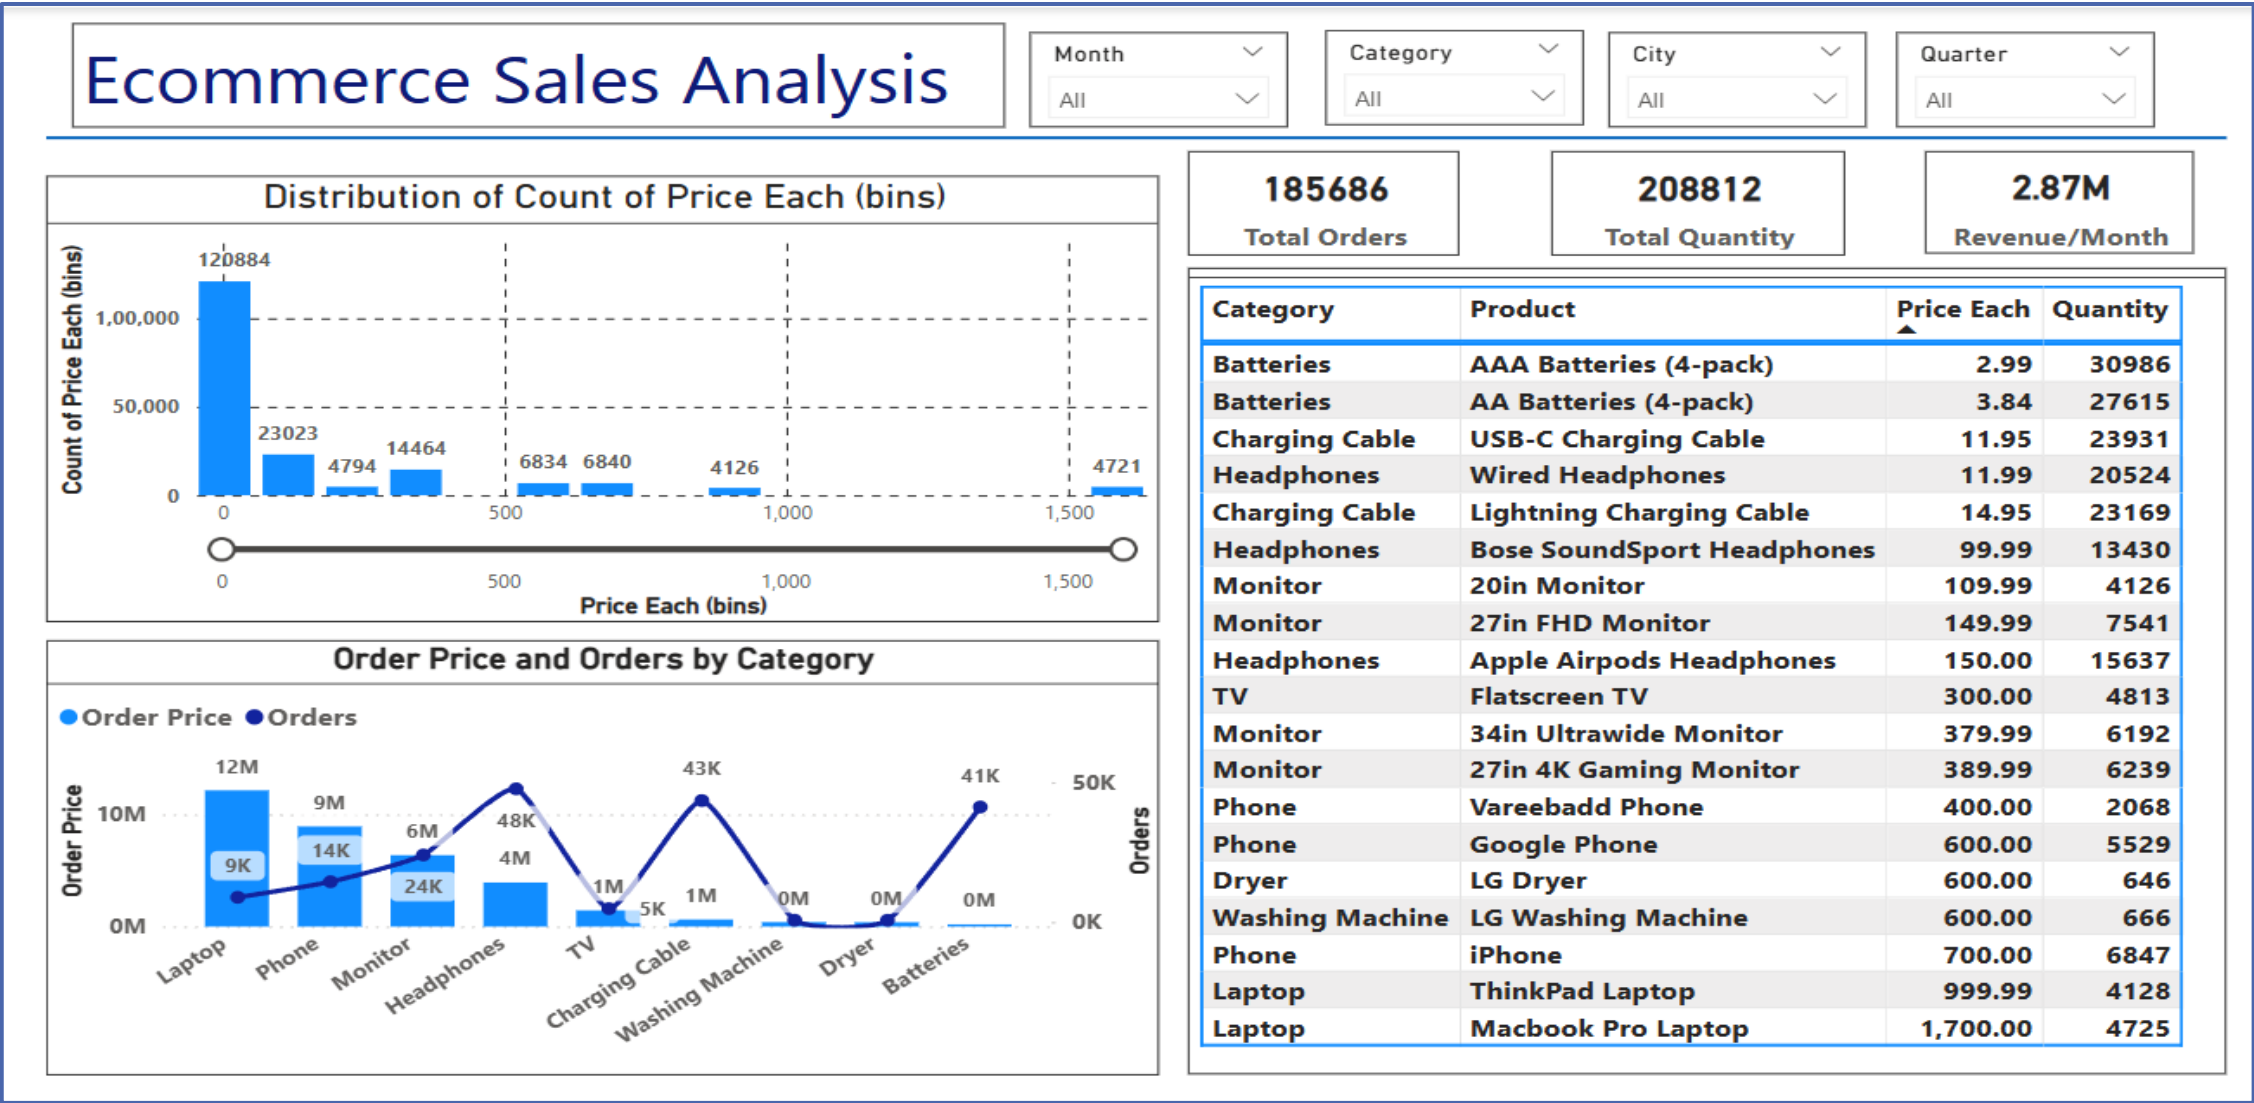 Ecommerce Sales Analysis
Month
All
Category
All
City
All
Quarter
All
185686
Total Orders
208812
Total Quantity
2.87M
Revenue/Month
Distribution of Count of Price Each (bins)
Count of Price Each (bins)
1,00,000
50,000
0
120884
23023
4794
14464
6834
6840
4126
4721
0 500 1,000 1,500
0 500 1,000 1,500
Price Each (bins)
Order Price and Orders by Category
Order Price Orders
Order Price
10M
0M
12M
9M
6M
4M
1M
1M
0M
0M
0M
9K
14K
24K
48K
5K
43K
41K
50K
0K
Orders
Laptop
Phone
Monitor
Headphones
TV
Charging Cable
Washing Machine
Dryer
Batteries
Category Product Price Each Quantity
Batteries AAA Batteries (4-pack) 2.99 30986
Batteries AA Batteries (4-pack) 3.84 27615
Charging Cable USB-C Charging Cable 11.95 23931
Headphones Wired Headphones 11.99 20524
Charging Cable Lightning Charging Cable 14.95 23169
Headphones Bose SoundSport Headphones 99.99 13430
Monitor 20in Monitor 109.99 4126
Monitor 27in FHD Monitor 149.99 7541
Headphones Apple Airpods Headphones 150.00 15637
TV Flatscreen TV 300.00 4813
Monitor 34in Ultrawide Monitor 379.99 6192
Monitor 27in 4K Gaming Monitor 389.99 6239
Phone Vareebadd Phone 400.00 2068
Phone Google Phone 600.00 5529
Dryer LG Dryer 600.00 646
Washing Machine LG Washing Machine 600.00 666
Phone iPhone 700.00 6847
Laptop ThinkPad Laptop 999.99 4128
Laptop Macbook Pro Laptop 1,700.00 4725